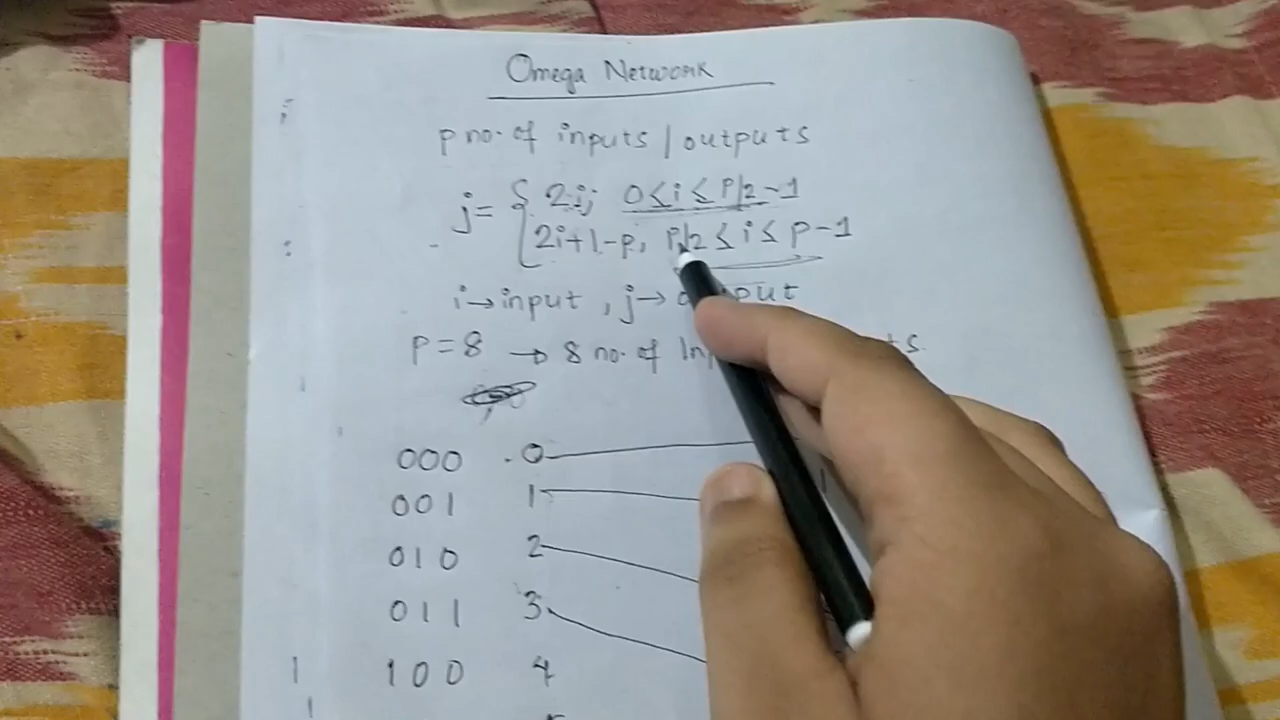 Omega Network
p no. of inputs / outputs
j = { 2i; 0 ≤ i ≤ P/2 - 1
2i+1-p, P/2 ≤ i ≤ p-1
i → input, j →
P = 8 → 8 no. of
000 0
001 1
010 2
011 3
100 4